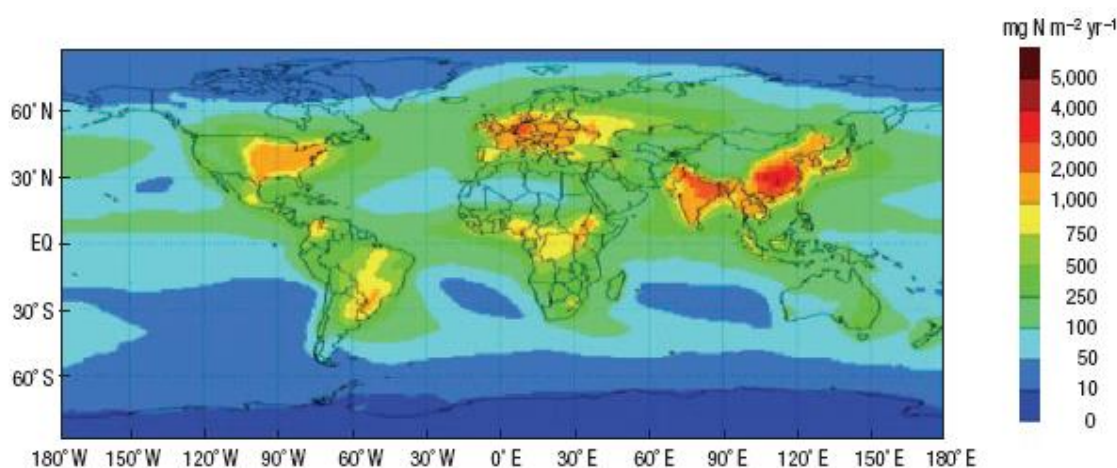 mg N m⁻² yr⁻¹
5,000
4,000
3,000
2,000
1,000
750
500
250
100
50
10
0
60° N
30° N
EQ
30° S
60° S
180° W 150° W 120° W 90° W 60° W 30° W 0° E 30° E 60° E 90° E 120° E 150° E 180° E